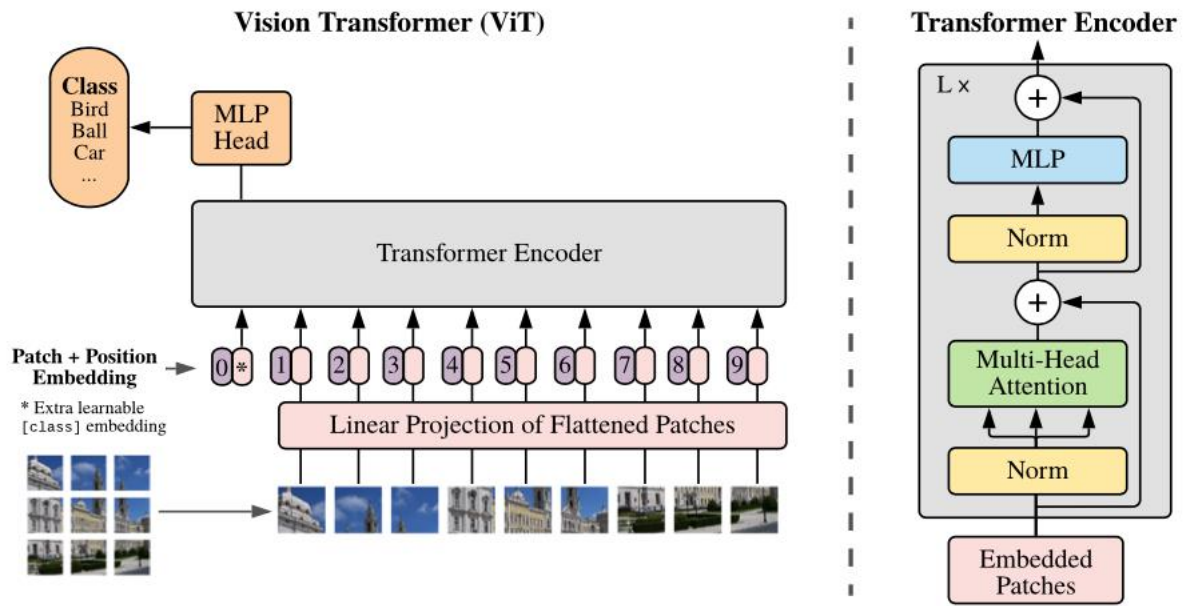 Vision Transformer (ViT)
Class
Bird
Ball
Car
...
MLP
Head
Transformer Encoder
Patch + Position
Embedding
0 * 1 2 3 4 5 6 7 8 9
* Extra learnable
[class] embedding
Linear Projection of Flattened Patches
Transformer Encoder
L ×
+
MLP
Norm
+
Multi-Head
Attention
Norm
Embedded
Patches